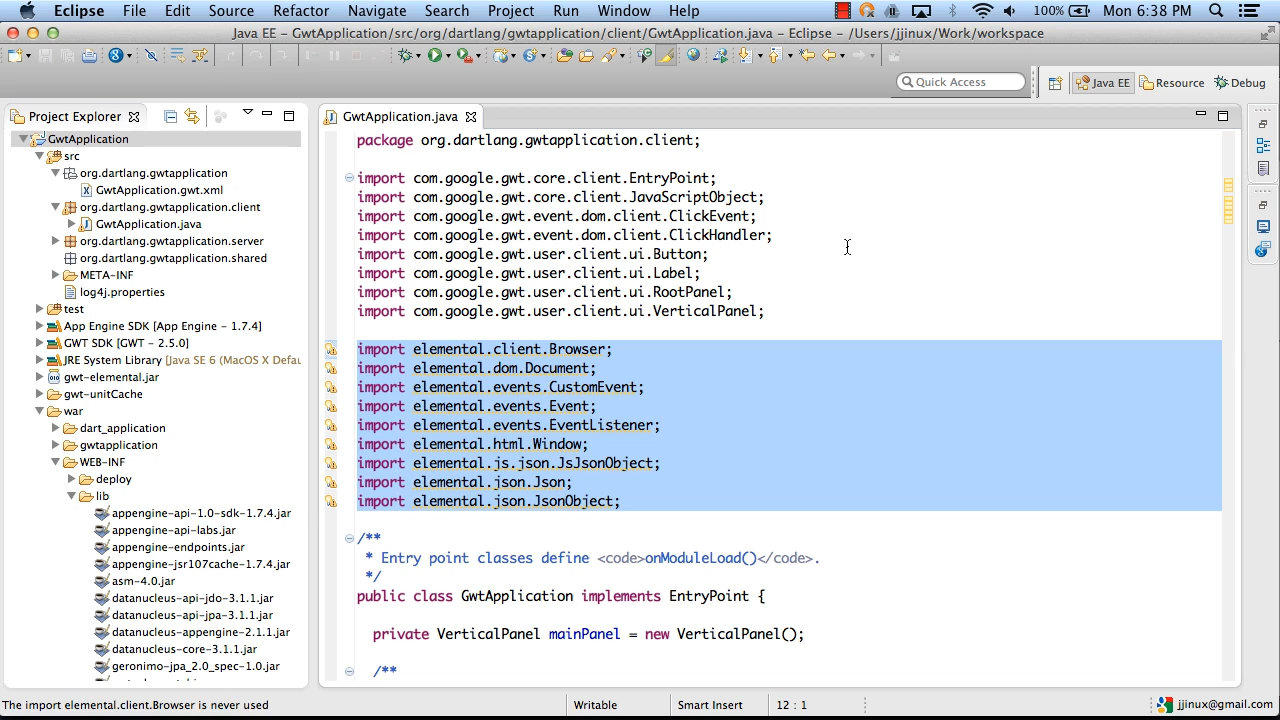 Eclipse File Edit Source Refactor Navigate Search Project Run Window Help 100% Mon 6:38 PM
Java EE - GwtApplication/src/org/dartlang/gwtapplication/client/GwtApplication.java - Eclipse - /Users/jjinux/Work/workspace
Quick Access Java EE Resource Debug
Project Explorer
GwtApplication
src
org.dartlang.gwtapplication
GwtApplication.gwt.xml
org.dartlang.gwtapplication.client
GwtApplication.java
org.dartlang.gwtapplication.server
org.dartlang.gwtapplication.shared
META-INF
log4j.properties
test
App Engine SDK [App Engine - 1.7.4]
GWT SDK [GWT - 2.5.0]
JRE System Library [Java SE 6 (MacOS X Defau
gwt-elemental.jar
gwt-unitCache
war
dart_application
gwtapplication
WEB-INF
deploy
lib
appengine-api-1.0-sdk-1.7.4.jar
appengine-api-labs.jar
appengine-endpoints.jar
appengine-jsr107cache-1.7.4.jar
asm-4.0.jar
datanucleus-api-jdo-3.1.1.jar
datanucleus-api-jpa-3.1.1.jar
datanucleus-appengine-2.1.1.jar
datanucleus-core-3.1.1.jar
geronimo-jpa_2.0_spec-1.0.jar
GwtApplication.java
package org.dartlang.gwtapplication.client;
import com.google.gwt.core.client.EntryPoint;
import com.google.gwt.core.client.JavaScriptObject;
import com.google.gwt.event.dom.client.ClickEvent;
import com.google.gwt.event.dom.client.ClickHandler;
import com.google.gwt.user.client.ui.Button;
import com.google.gwt.user.client.ui.Label;
import com.google.gwt.user.client.ui.RootPanel;
import com.google.gwt.user.client.ui.VerticalPanel;
import elemental.client.Browser;
import elemental.dom.Document;
import elemental.events.CustomEvent;
import elemental.events.Event;
import elemental.events.EventListener;
import elemental.html.Window;
import elemental.js.json.JsJsonObject;
import elemental.json.Json;
import elemental.json.JsonObject;
/**
* Entry point classes define <code>onModuleLoad()</code>.
*/
public class GwtApplication implements EntryPoint {
private VerticalPanel mainPanel = new VerticalPanel();
/**
The import elemental.client.Browser is never used Writable Smart Insert 12 : 1 jjinux@gmail.com